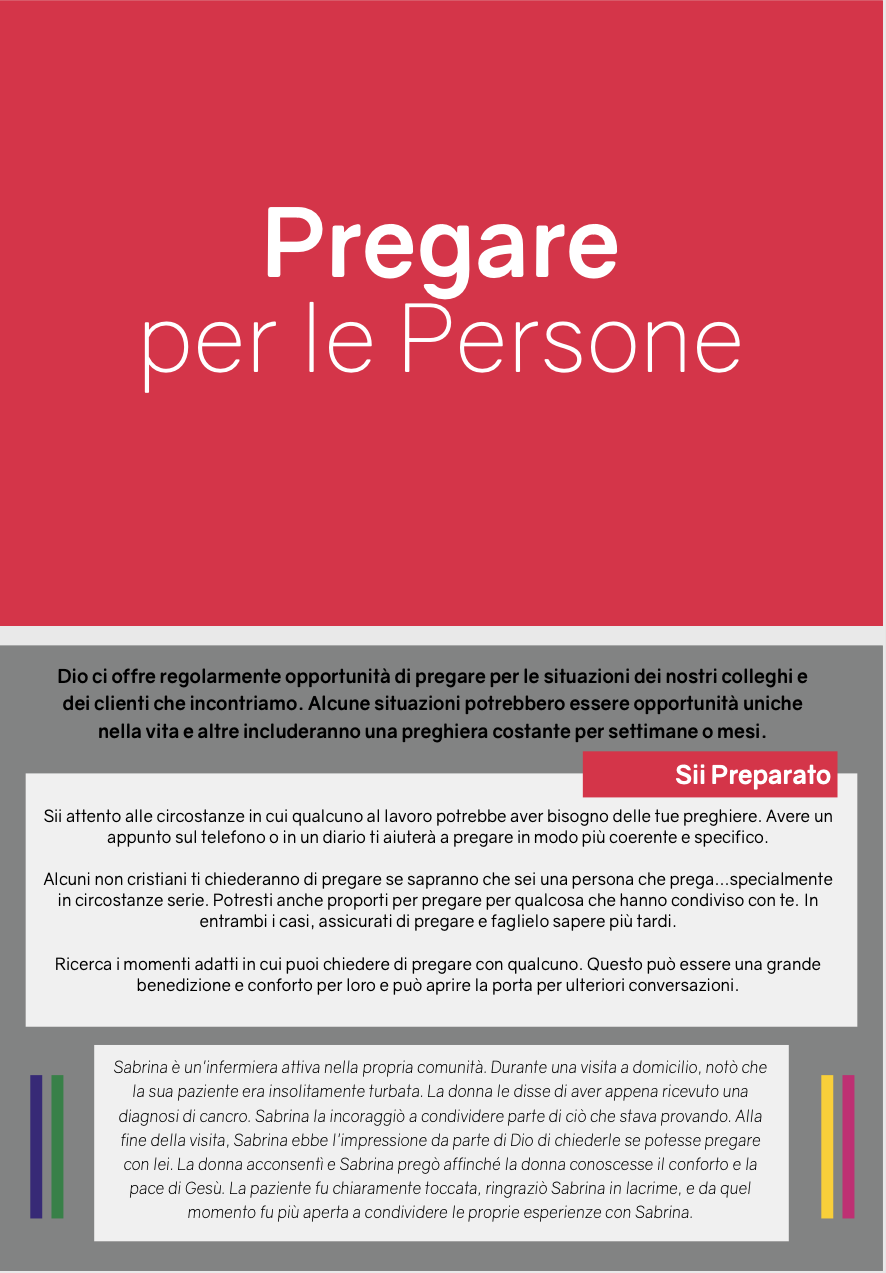 Pregare
per le Persone
Dio ci offre regolarmente opportunità di pregare per le situazioni dei nostri colleghi e
dei clienti che incontriamo. Alcune situazioni potrebbero essere opportunità uniche
nella vita e altre includeranno una preghiera costante per settimane o mesi.
Sii Preparato
Sii attento alle circostanze in cui qualcuno al lavoro potrebbe aver bisogno delle tue preghiere. Avere un
appunto sul telefono o in un diario ti aiuterà a pregare in modo più coerente e specifico.
Alcuni non cristiani ti chiederanno di pregare se sapranno che sei una persona che prega...specialmente
in circostanze serie. Potresti anche proporti per pregare per qualcosa che hanno condiviso con te. In
entrambi i casi, assicurati di pregare e faglielo sapere più tardi.
Ricerca i momenti adatti in cui puoi chiedere di pregare con qualcuno. Questo può essere una grande
benedizione e conforto per loro e può aprire la porta per ulteriori conversazioni.
Sabrina è un'infermiera attiva nella propria comunità. Durante una visita a domicilio, notò che
la sua paziente era insolitamente turbata. La donna le disse di aver appena ricevuto una
diagnosi di cancro. Sabrina la incoraggiò a condividere parte di ciò che stava provando. Alla
fine della visita, Sabrina ebbe l'impressione da parte di Dio di chiederle se potesse pregare
con lei. La donna acconsentì e Sabrina pregò affinché la donna conoscesse il conforto e la
pace di Gesù. La paziente fu chiaramente toccata, ringraziò Sabrina in lacrime, e da quel
momento fu più aperta a condividere le proprie esperienze con Sabrina.